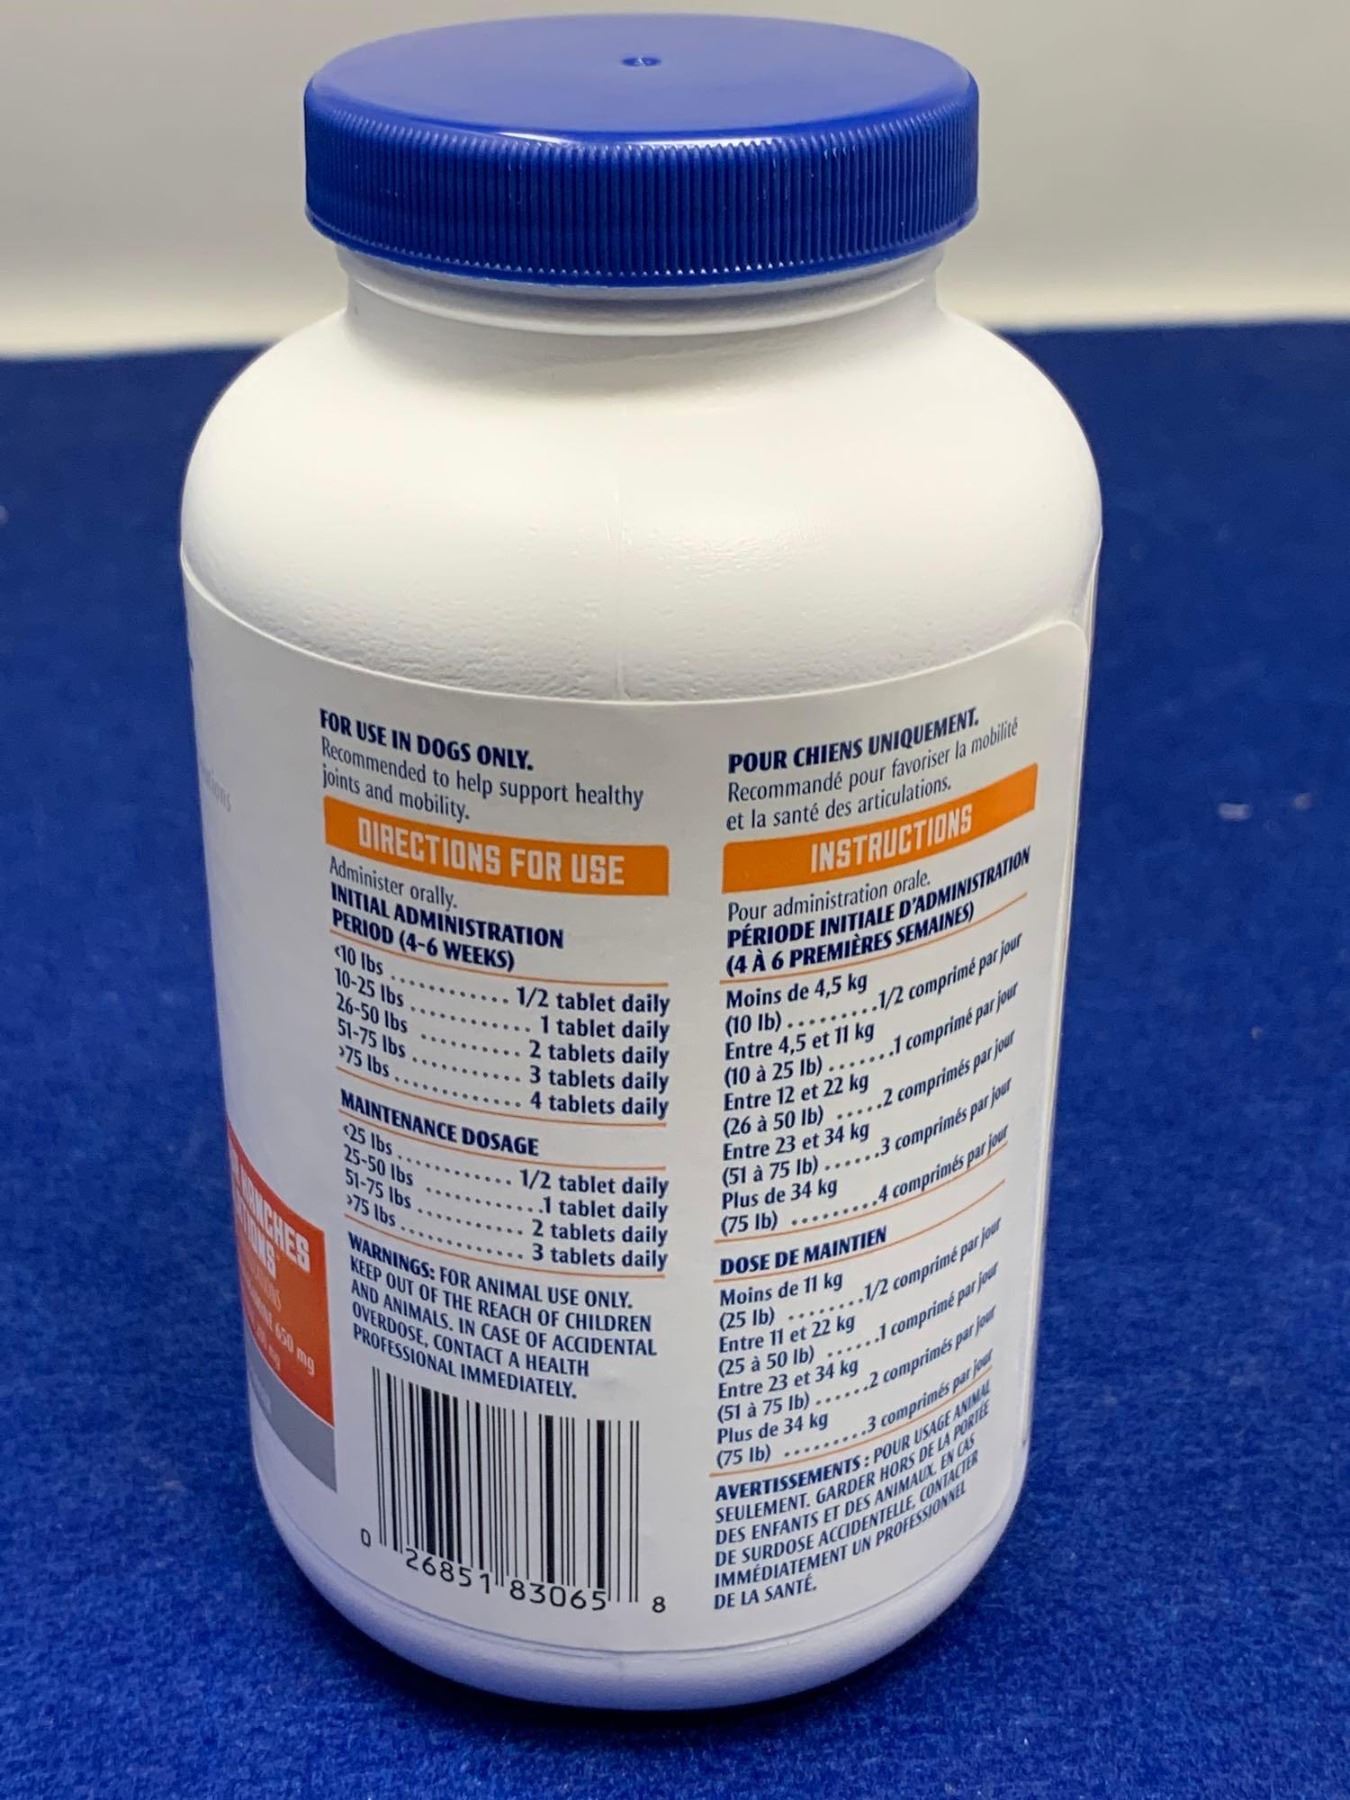 FOR USE IN DOGS ONLY.
Recommended to help support healthy
joints and mobility.
DIRECTIONS FOR USE
Administer orally.
INITIAL ADMINISTRATION
PERIOD (4-6 WEEKS)
<10 lbs ............ 1/2 tablet daily
10-25 lbs ............ 1 tablet daily
26-50 lbs .......... 2 tablets daily
51-75 lbs ........... 3 tablets daily
>75 lbs ............. 4 tablets daily
MAINTENANCE DOSAGE
<25 lbs ............ 1/2 tablet daily
25-50 lbs ............1 tablet daily
51-75 lbs ........... 2 tablets daily
>75 lbs ............. 3 tablets daily
WARNINGS: FOR ANIMAL USE ONLY.
KEEP OUT OF THE REACH OF CHILDREN
AND ANIMALS. IN CASE OF ACCIDENTAL
OVERDOSE, CONTACT A HEALTH
PROFESSIONAL IMMEDIATELY.
0 26851 83065 8
POUR CHIENS UNIQUEMENT.
Recommandé pour favoriser la mobilité
et la santé des articulations.
INSTRUCTIONS
Pour administration orale.
PÉRIODE INITIALE D'ADMINISTRATION
(4 À 6 PREMIÈRES SEMAINES)
Moins de 4,5 kg
(10 lb) .........1/2 comprimé par jour
Entre 4,5 et 11 kg
(10 à 25 lb) .......1 comprimé par jour
Entre 12 et 22 kg
(26 à 50 lb) .....2 comprimés par jour
Entre 23 et 34 kg
(51 à 75 lb) ......3 comprimés par jour
Plus de 34 kg
(75 lb) .........4 comprimés par jour
DOSE DE MAINTIEN
Moins de 11 kg
(25 lb) ........1/2 comprimé par jour
Entre 11 et 22 kg
(25 à 50 lb) ......1 comprimé par jour
Entre 23 et 34 kg
(51 à 75 lb) ......2 comprimés par jour
Plus de 34 kg
(75 lb) .........3 comprimés par jour
AVERTISSEMENTS : POUR USAGE ANIMAL
SEULEMENT. GARDER HORS DE LA PORTÉE
DES ENFANTS ET DES ANIMAUX. EN CAS
DE SURDOSE ACCIDENTELLE, CONTACTER
IMMÉDIATEMENT UN PROFESSIONNEL
DE LA SANTÉ.
650 mg
mg